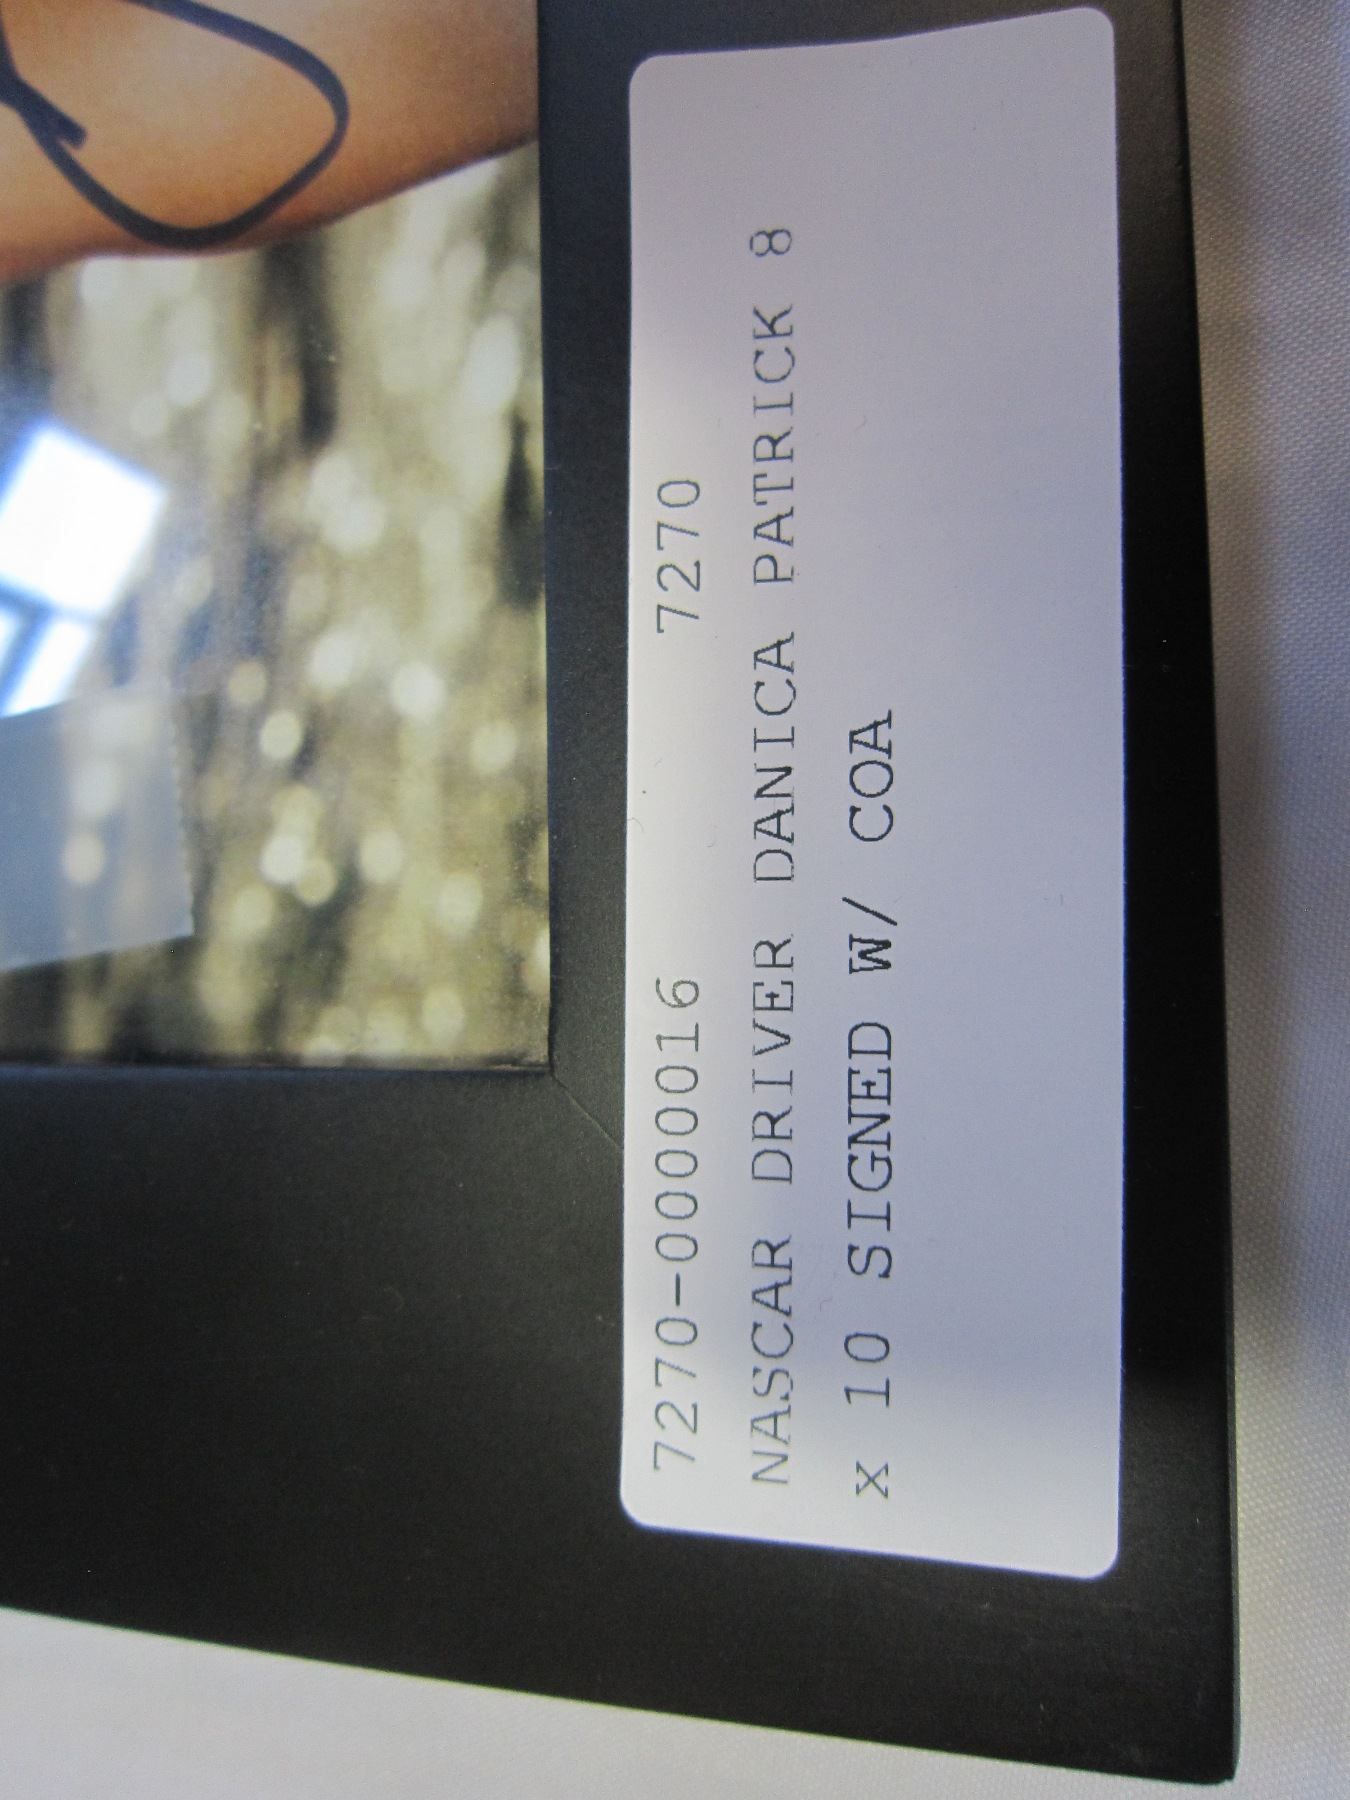 7270-0000016 7270
NASCAR DRIVER DANICA PATRICK 8
x 10 SIGNED W/ COA